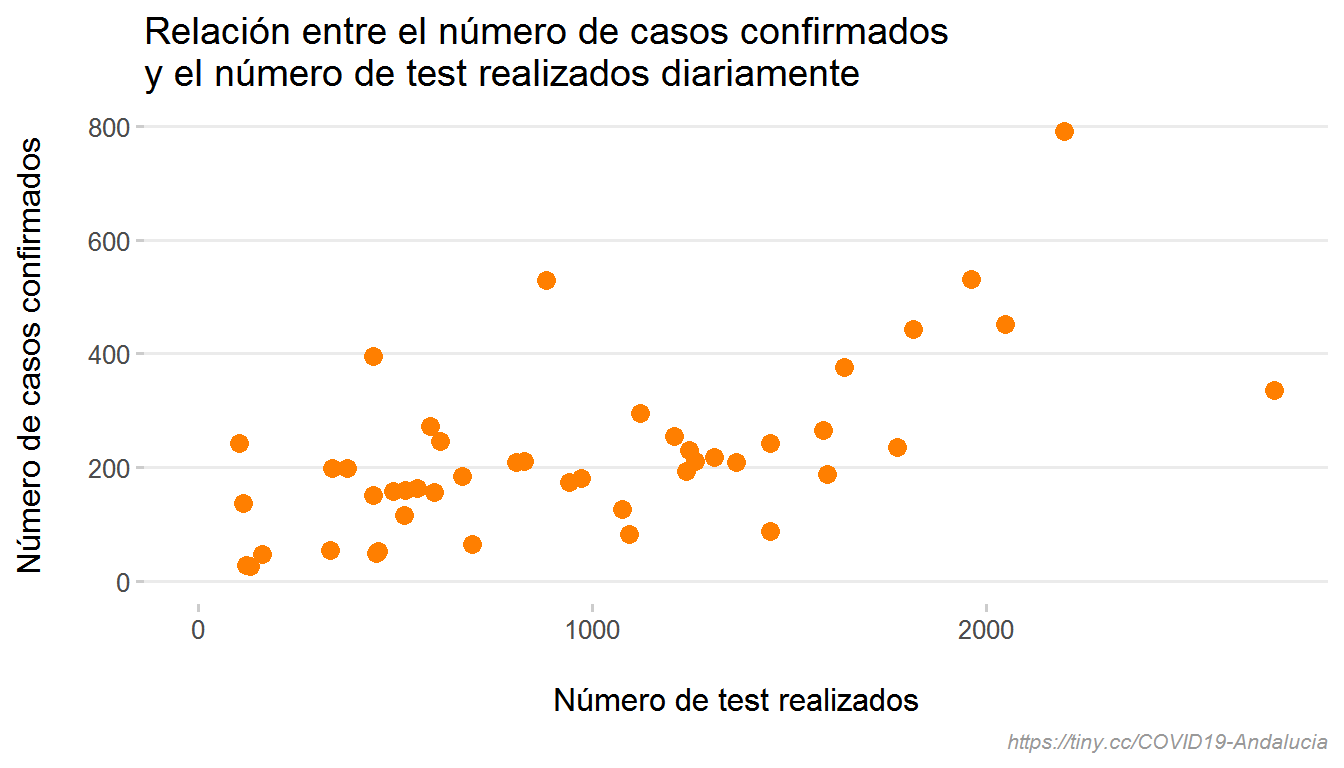 Relación entre el número de casos confirmados
y el número de test realizados diariamente
Número de casos confirmados
800
600
400
200
0
0
1000
2000
Número de test realizados
https://tiny.cc/COVID19-Andalucia